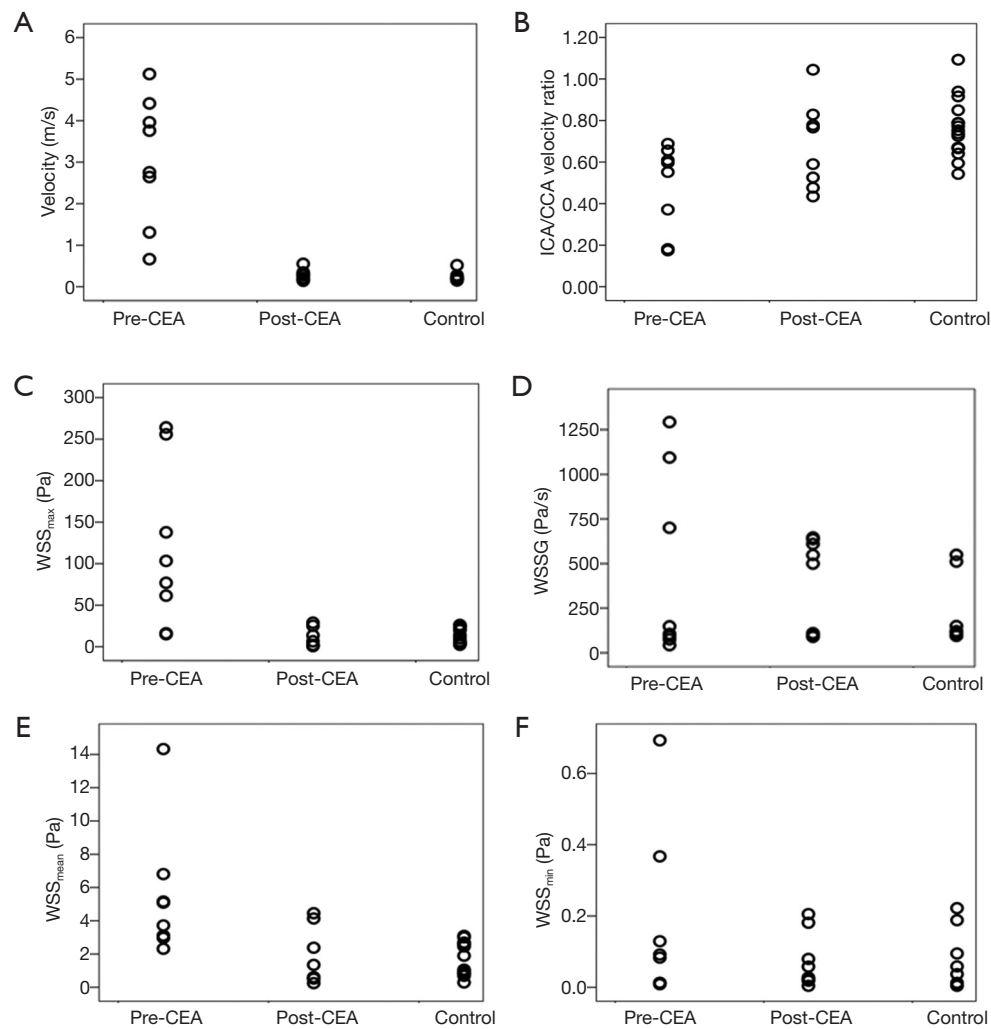 A
Velocity (m/s)
6
5
4
3
2
1
0
Pre-CEA Post-CEA Control
B
ICA/CCA velocity ratio
1.20
1.00
0.80
0.60
0.40
0.20
0.00
Pre-CEA Post-CEA Control
C
WSSmax (Pa)
300
250
200
150
100
50
0
Pre-CEA Post-CEA Control
D
WSSG (Pa/s)
1250
1000
750
500
250
0
Pre-CEA Post-CEA Control
E
WSSmean (Pa)
14
12
10
8
6
4
2
0
Pre-CEA Post-CEA Control
F
WSSmin (Pa)
0.6
0.4
0.2
0.0
Pre-CEA Post-CEA Control